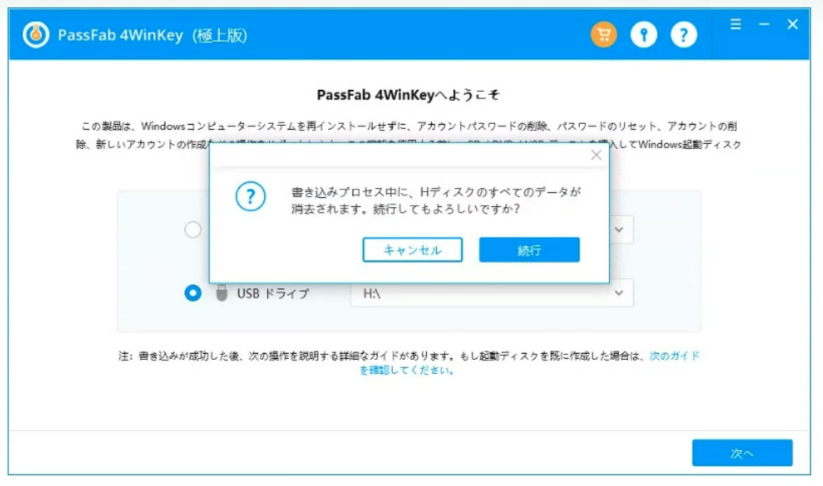 PassFab 4WinKey (極上版)
PassFab 4WinKeyへようこそ
この製品は、Windowsコンピューターシステムを再インストールせずに、アカウントパスワードの削除、パスワードのリセット、アカウントの削
除、新しいアカウントの作成
入してWindows起動ディスク
書き込みプロセス中に、Hディスクのすべてのデータが
消去されます。続行してもよろしいですか?
キャンセル 続行
USB ドライブ H:\
注: 書き込みが成功した後、次の操作を説明する詳細なガイドがあります。もし起動ディスクを既に作成した場合は、次のガイド
を確認してください。
次へ